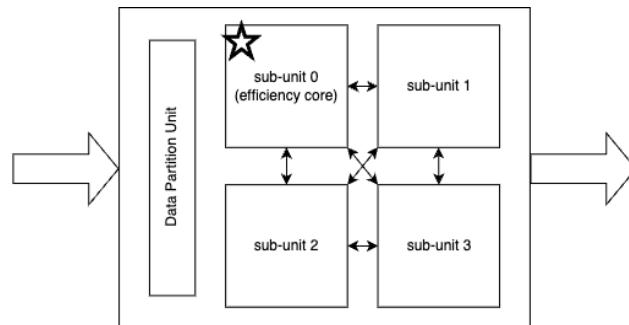 Data Partition Unit
sub-unit 0
(efficiency core)
sub-unit 1
sub-unit 2
sub-unit 3